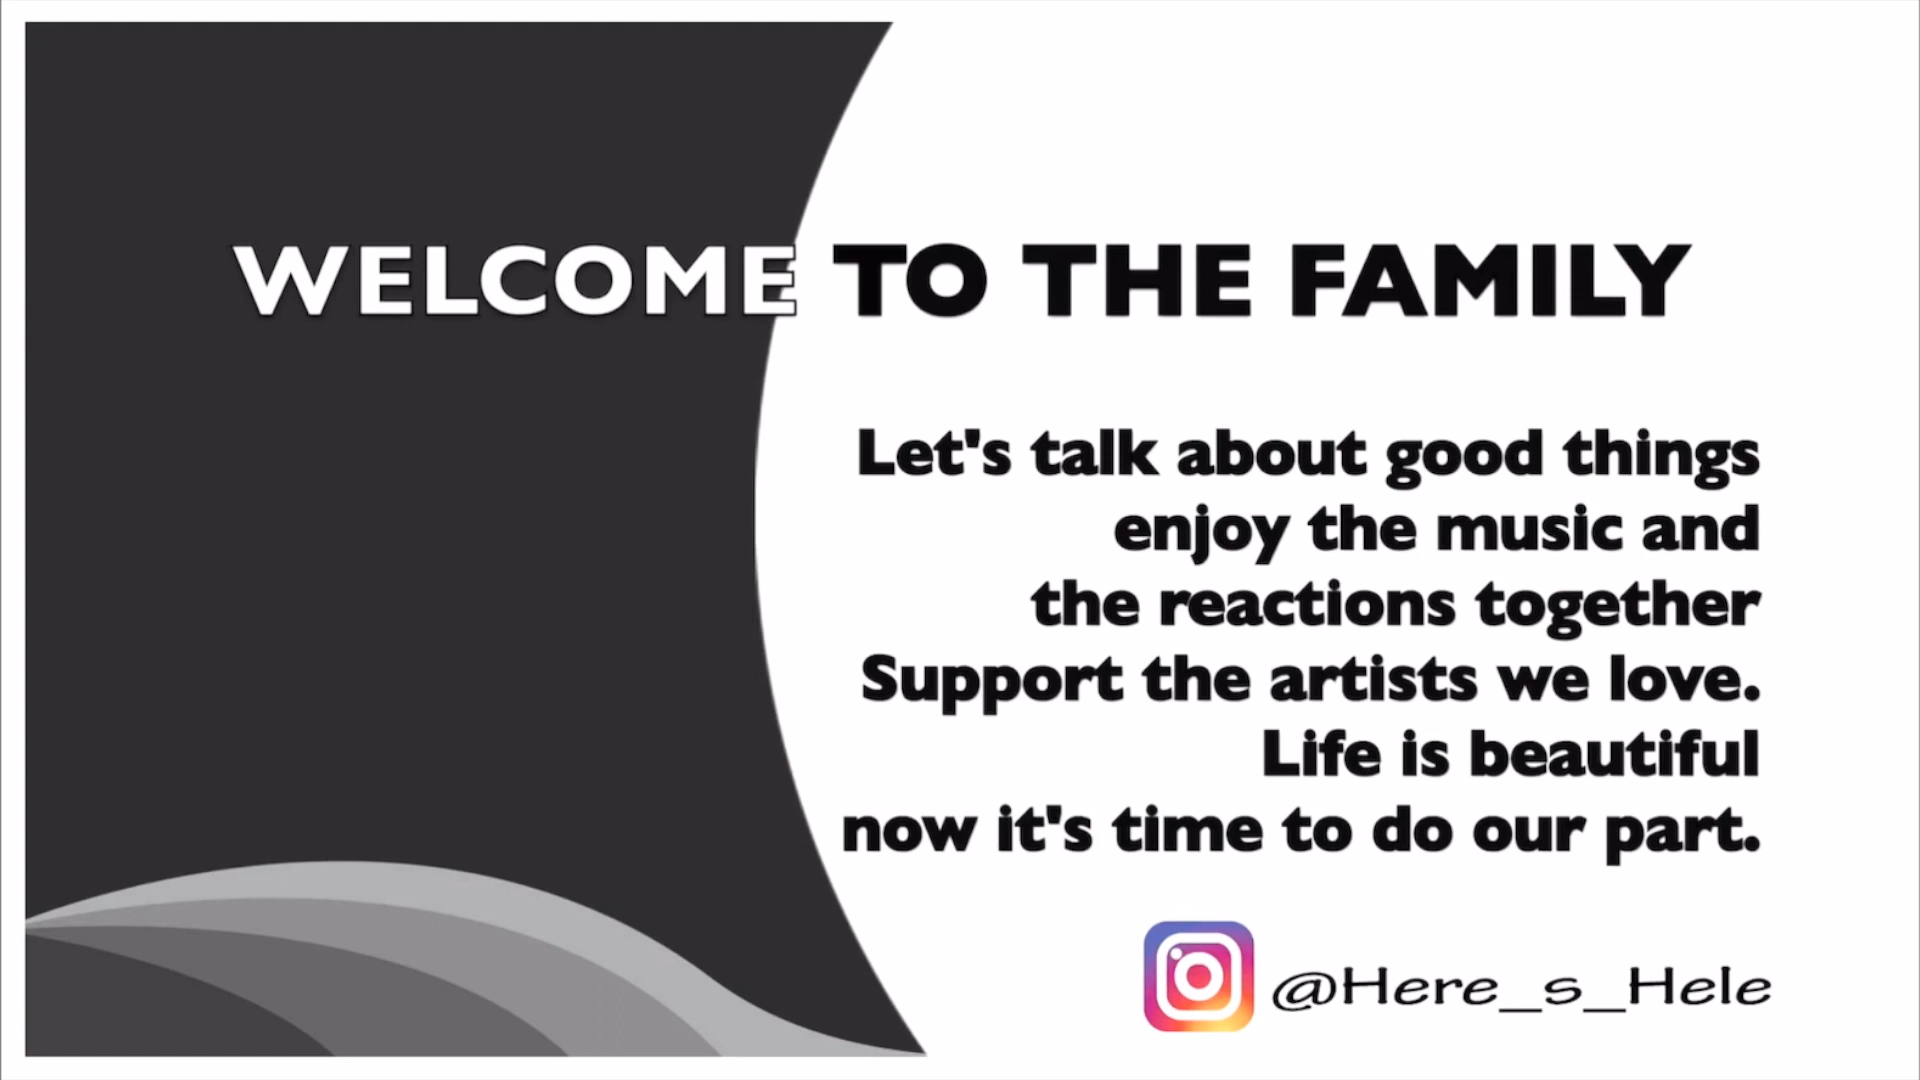 WELCOME TO THE FAMILY
Let's talk about good things
enjoy the music and
the reactions together
Support the artists we love.
Life is beautiful
now it's time to do our part.
@Here_s_Hele